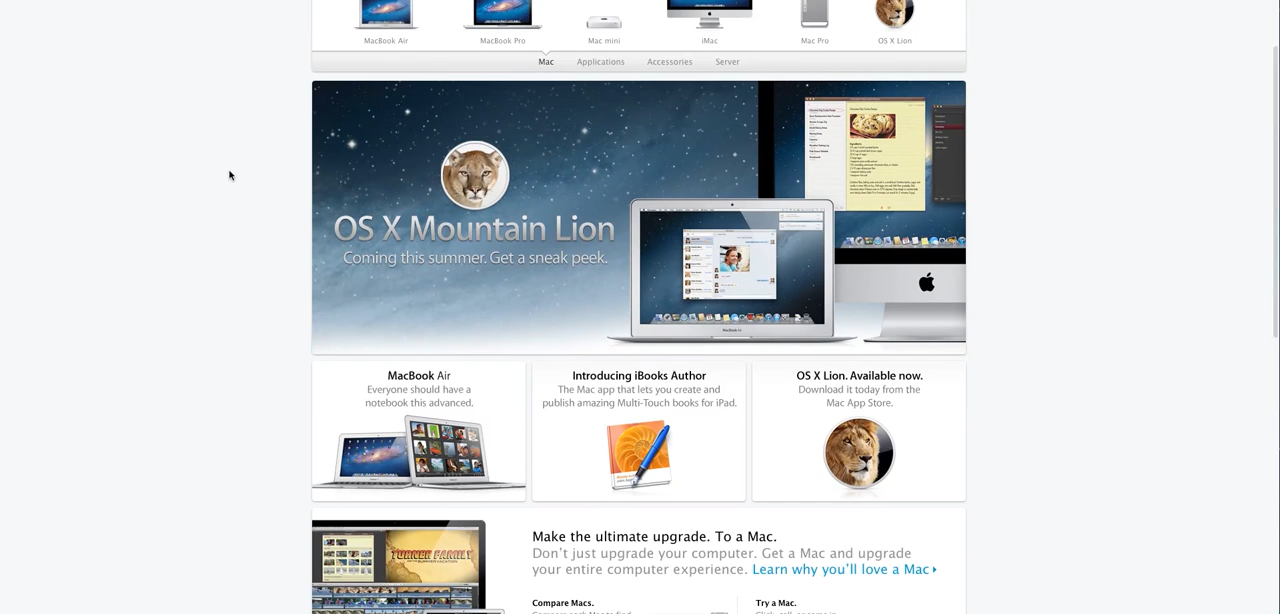 MacBook Air
MacBook Pro
Mac mini
iMac
Mac Pro
OS X Lion
Mac
Applications
Accessories
Server
OS X Mountain Lion
Coming this summer. Get a sneak peek.
MacBook Air
Everyone should have a
notebook this advanced.
Introducing iBooks Author
The Mac app that lets you create and
publish amazing Multi-Touch books for iPad.
OS X Lion. Available now.
Download it today from the
Mac App Store.
TURNER FAMILY
Make the ultimate upgrade. To a Mac.
Don't just upgrade your computer. Get a Mac and upgrade
your entire computer experience. Learn why you'll love a Mac
Compare Macs.
Try a Mac.